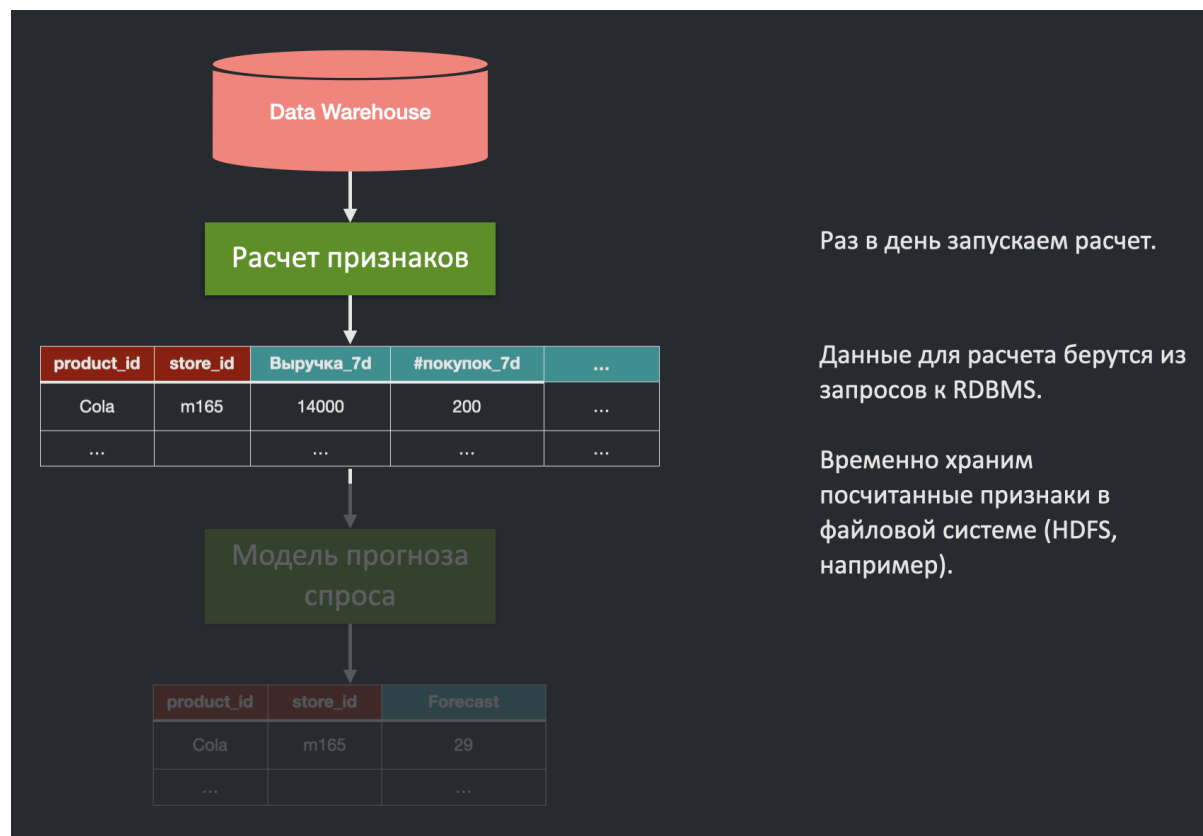 Data Warehouse
Расчет признаков
Раз в день запускаем расчет.
product_id store_id Выручка_7d #покупок_7d ...
Cola m165 14000 200 ...
... ... ... ...
Данные для расчета берутся из
запросов к RDBMS.
Временно храним
посчитанные признаки в
файловой системе (HDFS,
например).
Модель прогноза
спроса
product_id store_id Forecast
Cola m165 29
... ...